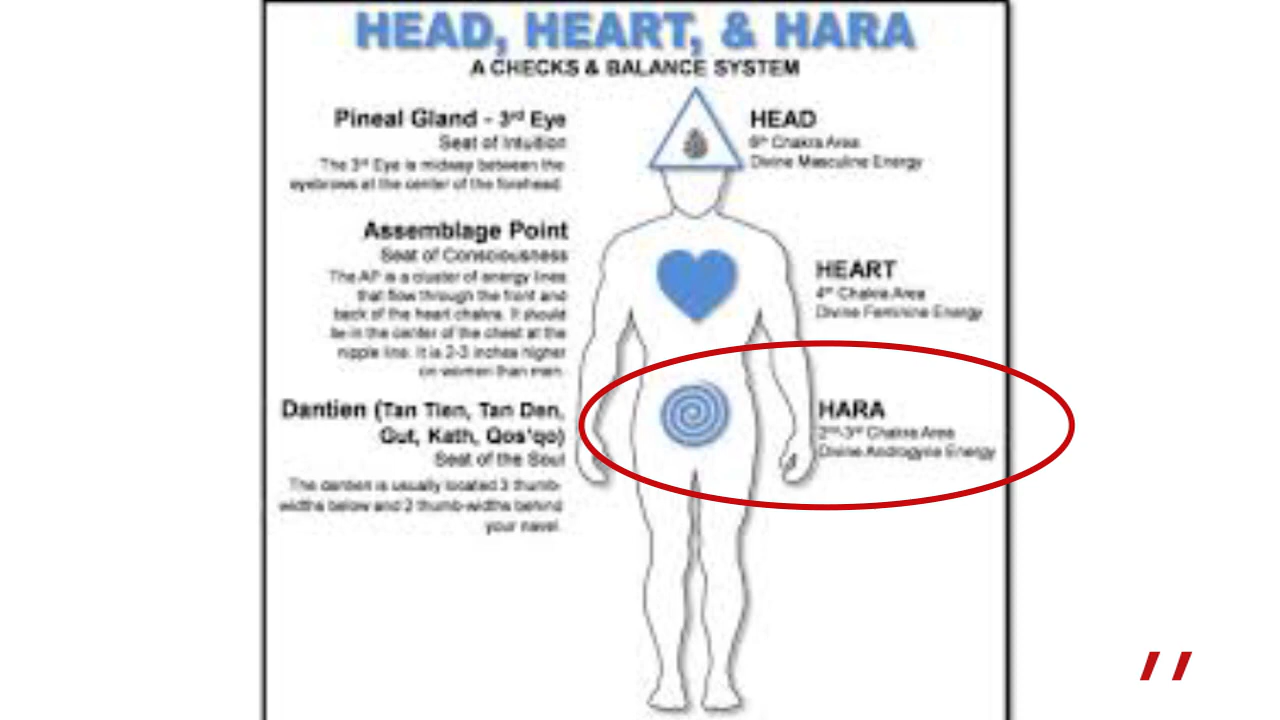 HEAD, HEART, & HARA
A CHECKS & BALANCE SYSTEM
Pineal Gland - 3rd Eye
Seat of Intuition
The 3rd Eye is midway between the
eyebrows at the center of the forehead.
HEAD
6th Chakra Area
Divine Masculine Energy
Assemblage Point
Seat of Consciousness
The AP is a cluster of energy lines
that flow through the front and
back of the heart chakra. It should
be in the center of the chest at the
nipple line. It is 2-3 inches higher
on women than men.
HEART
4th Chakra Area
Divine Feminine Energy
Dantien (Tan Tien, Tan Den,
Gut, Kath, Qos'qo)
Seat of the Soul
The dantien is usually located 3 thumb-
widths below and 2 thumb-widths behind
your navel.
HARA
2nd-3rd Chakra Area
Divine Androgyne Energy